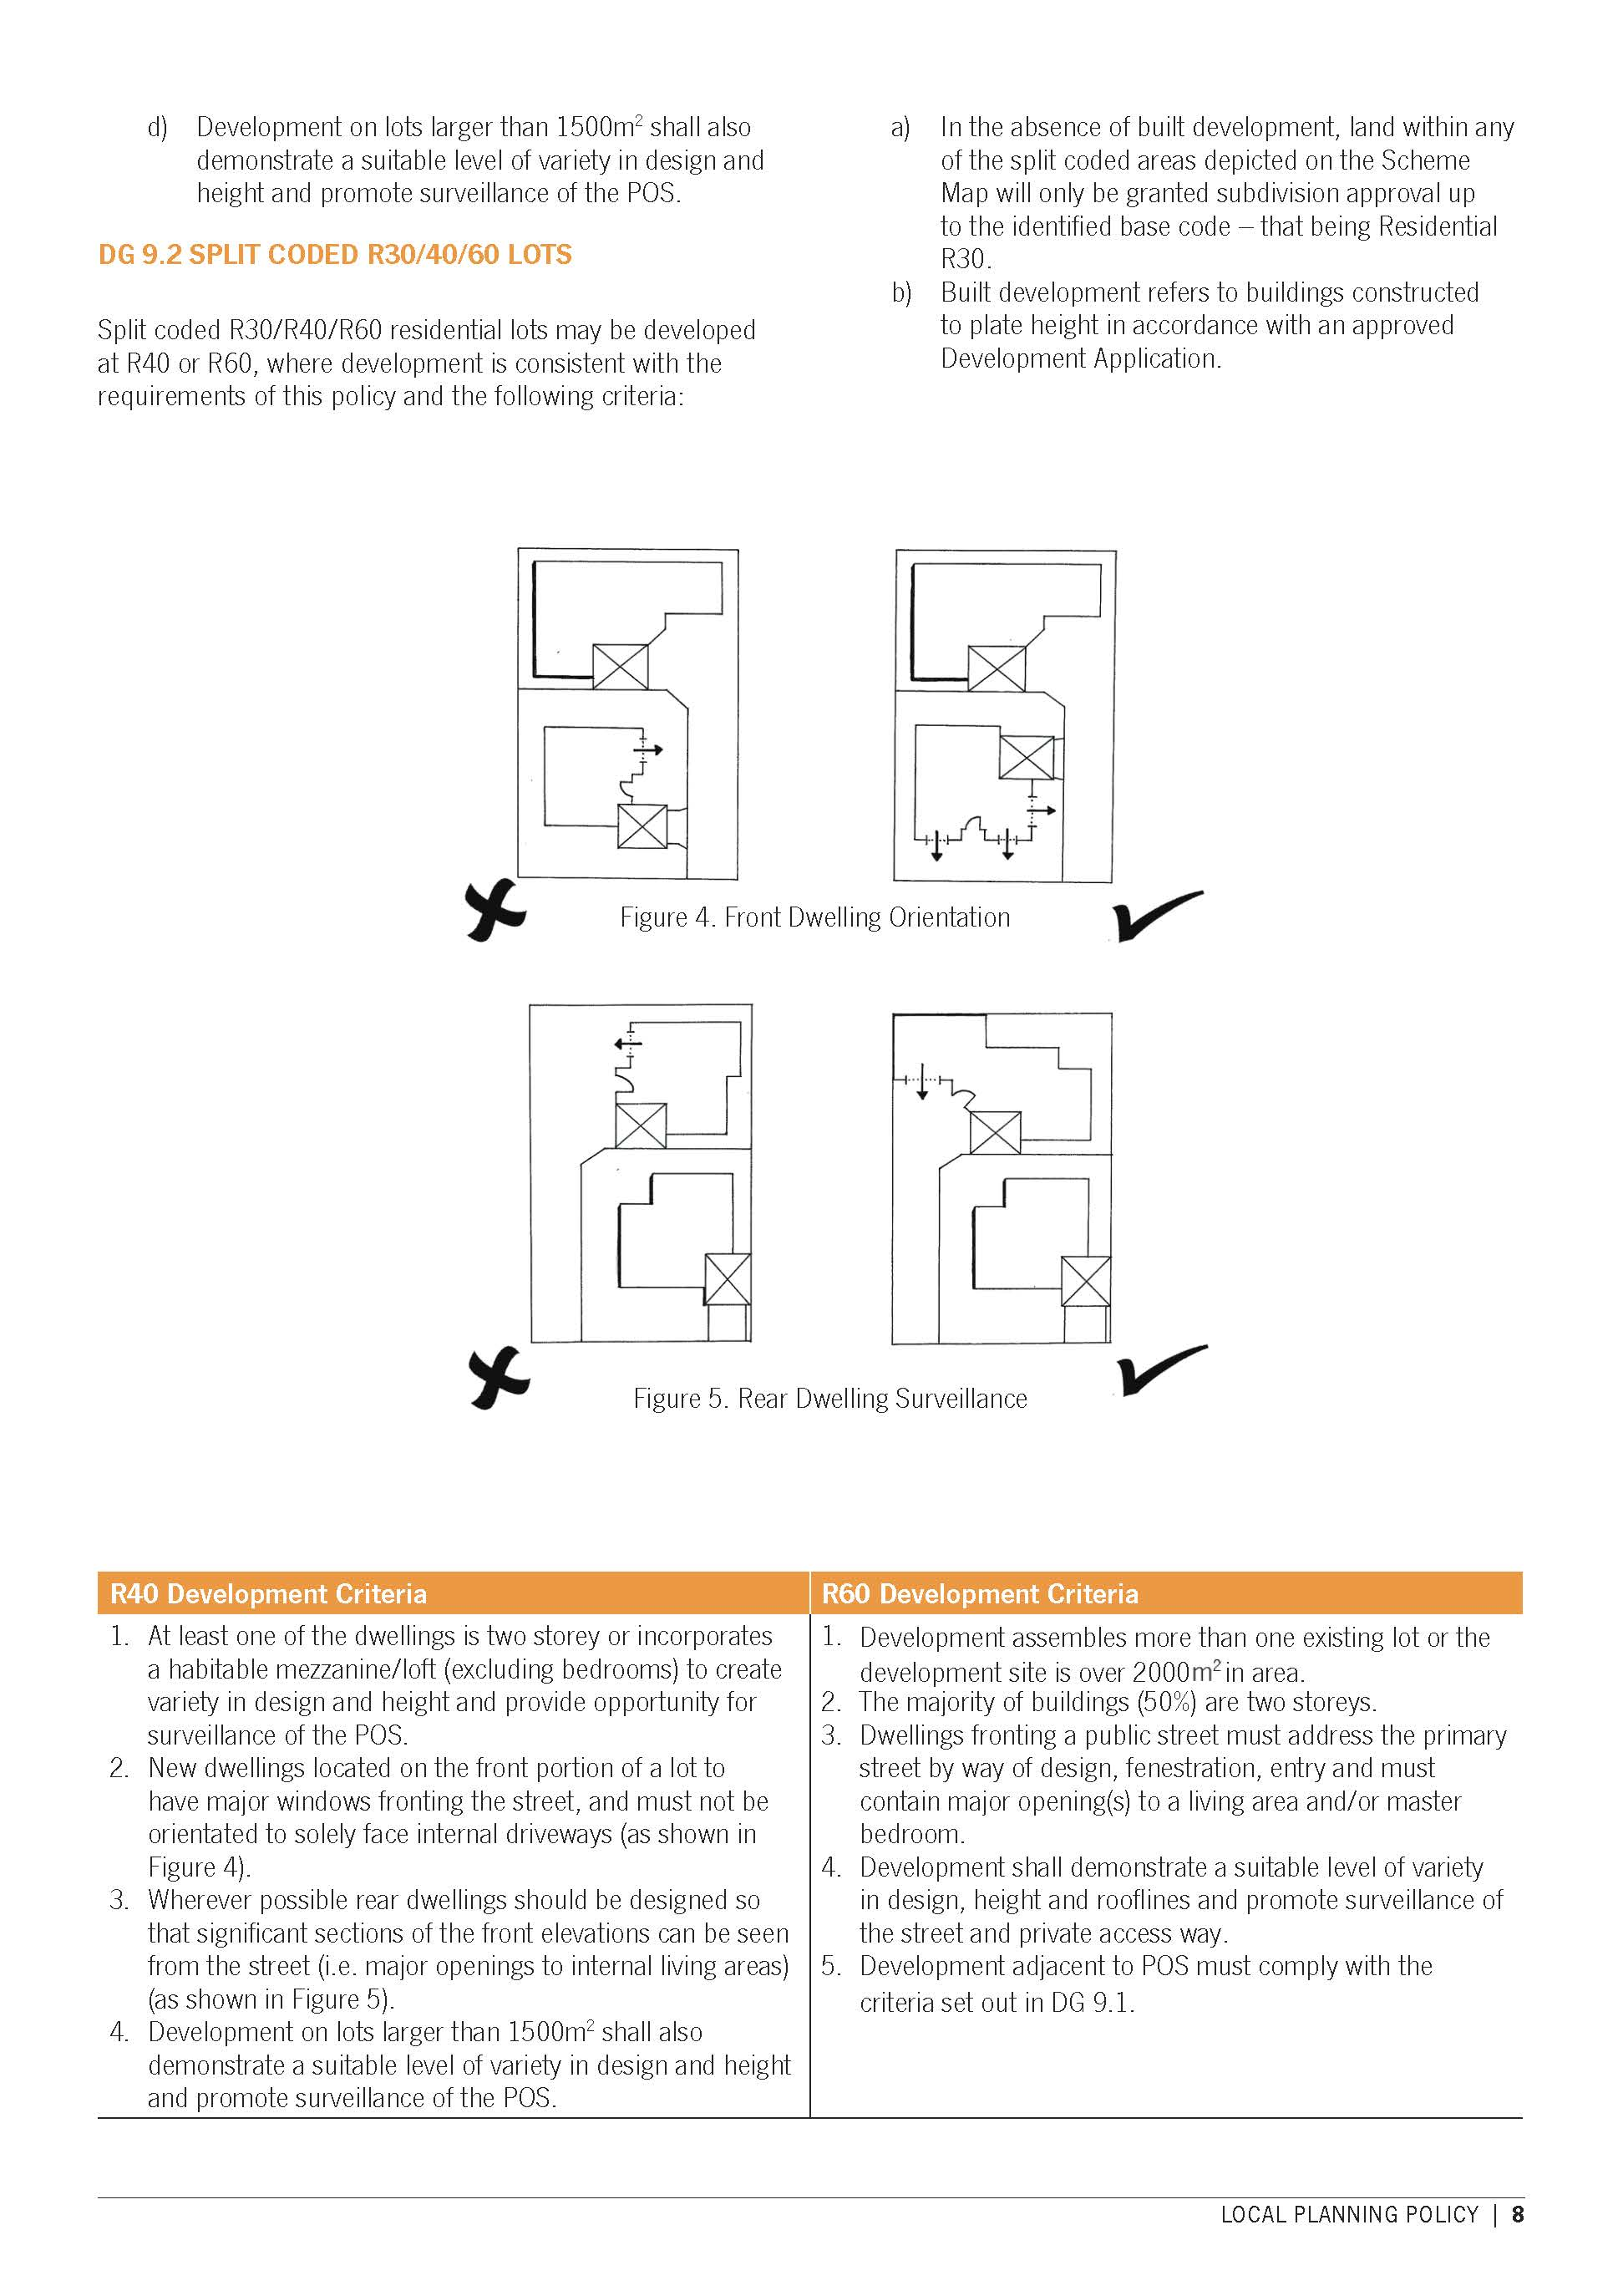 d) Development on lots larger than 1500m² shall also
demonstrate a suitable level of variety in design and
height and promote surveillance of the POS.
DG 9.2 SPLIT CODED R30/40/60 LOTS
Split coded R30/R40/R60 residential lots may be developed
at R40 or R60, where development is consistent with the
requirements of this policy and the following criteria:
a) In the absence of built development, land within any
of the split coded areas depicted on the Scheme
Map will only be granted subdivision approval up
to the identified base code – that being Residential
R30.
b) Built development refers to buildings constructed
to plate height in accordance with an approved
Development Application.
Figure 4. Front Dwelling Orientation
Figure 5. Rear Dwelling Surveillance
R40 Development Criteria
1. At least one of the dwellings is two storey or incorporates
a habitable mezzanine/loft (excluding bedrooms) to create
variety in design and height and provide opportunity for
surveillance of the POS.
2. New dwellings located on the front portion of a lot to
have major windows fronting the street, and must not be
orientated to solely face internal driveways (as shown in
Figure 4).
3. Wherever possible rear dwellings should be designed so
that significant sections of the front elevations can be seen
from the street (i.e. major openings to internal living areas)
(as shown in Figure 5).
4. Development on lots larger than 1500m² shall also
demonstrate a suitable level of variety in design and height
and promote surveillance of the POS.
R60 Development Criteria
1. Development assembles more than one existing lot or the
development site is over 2000m² in area.
2. The majority of buildings (50%) are two storeys.
3. Dwellings fronting a public street must address the primary
street by way of design, fenestration, entry and must
contain major opening(s) to a living area and/or master
bedroom.
4. Development shall demonstrate a suitable level of variety
in design, height and rooflines and promote surveillance of
the street and private access way.
5. Development adjacent to POS must comply with the
criteria set out in DG 9.1.
LOCAL PLANNING POLICY | 8